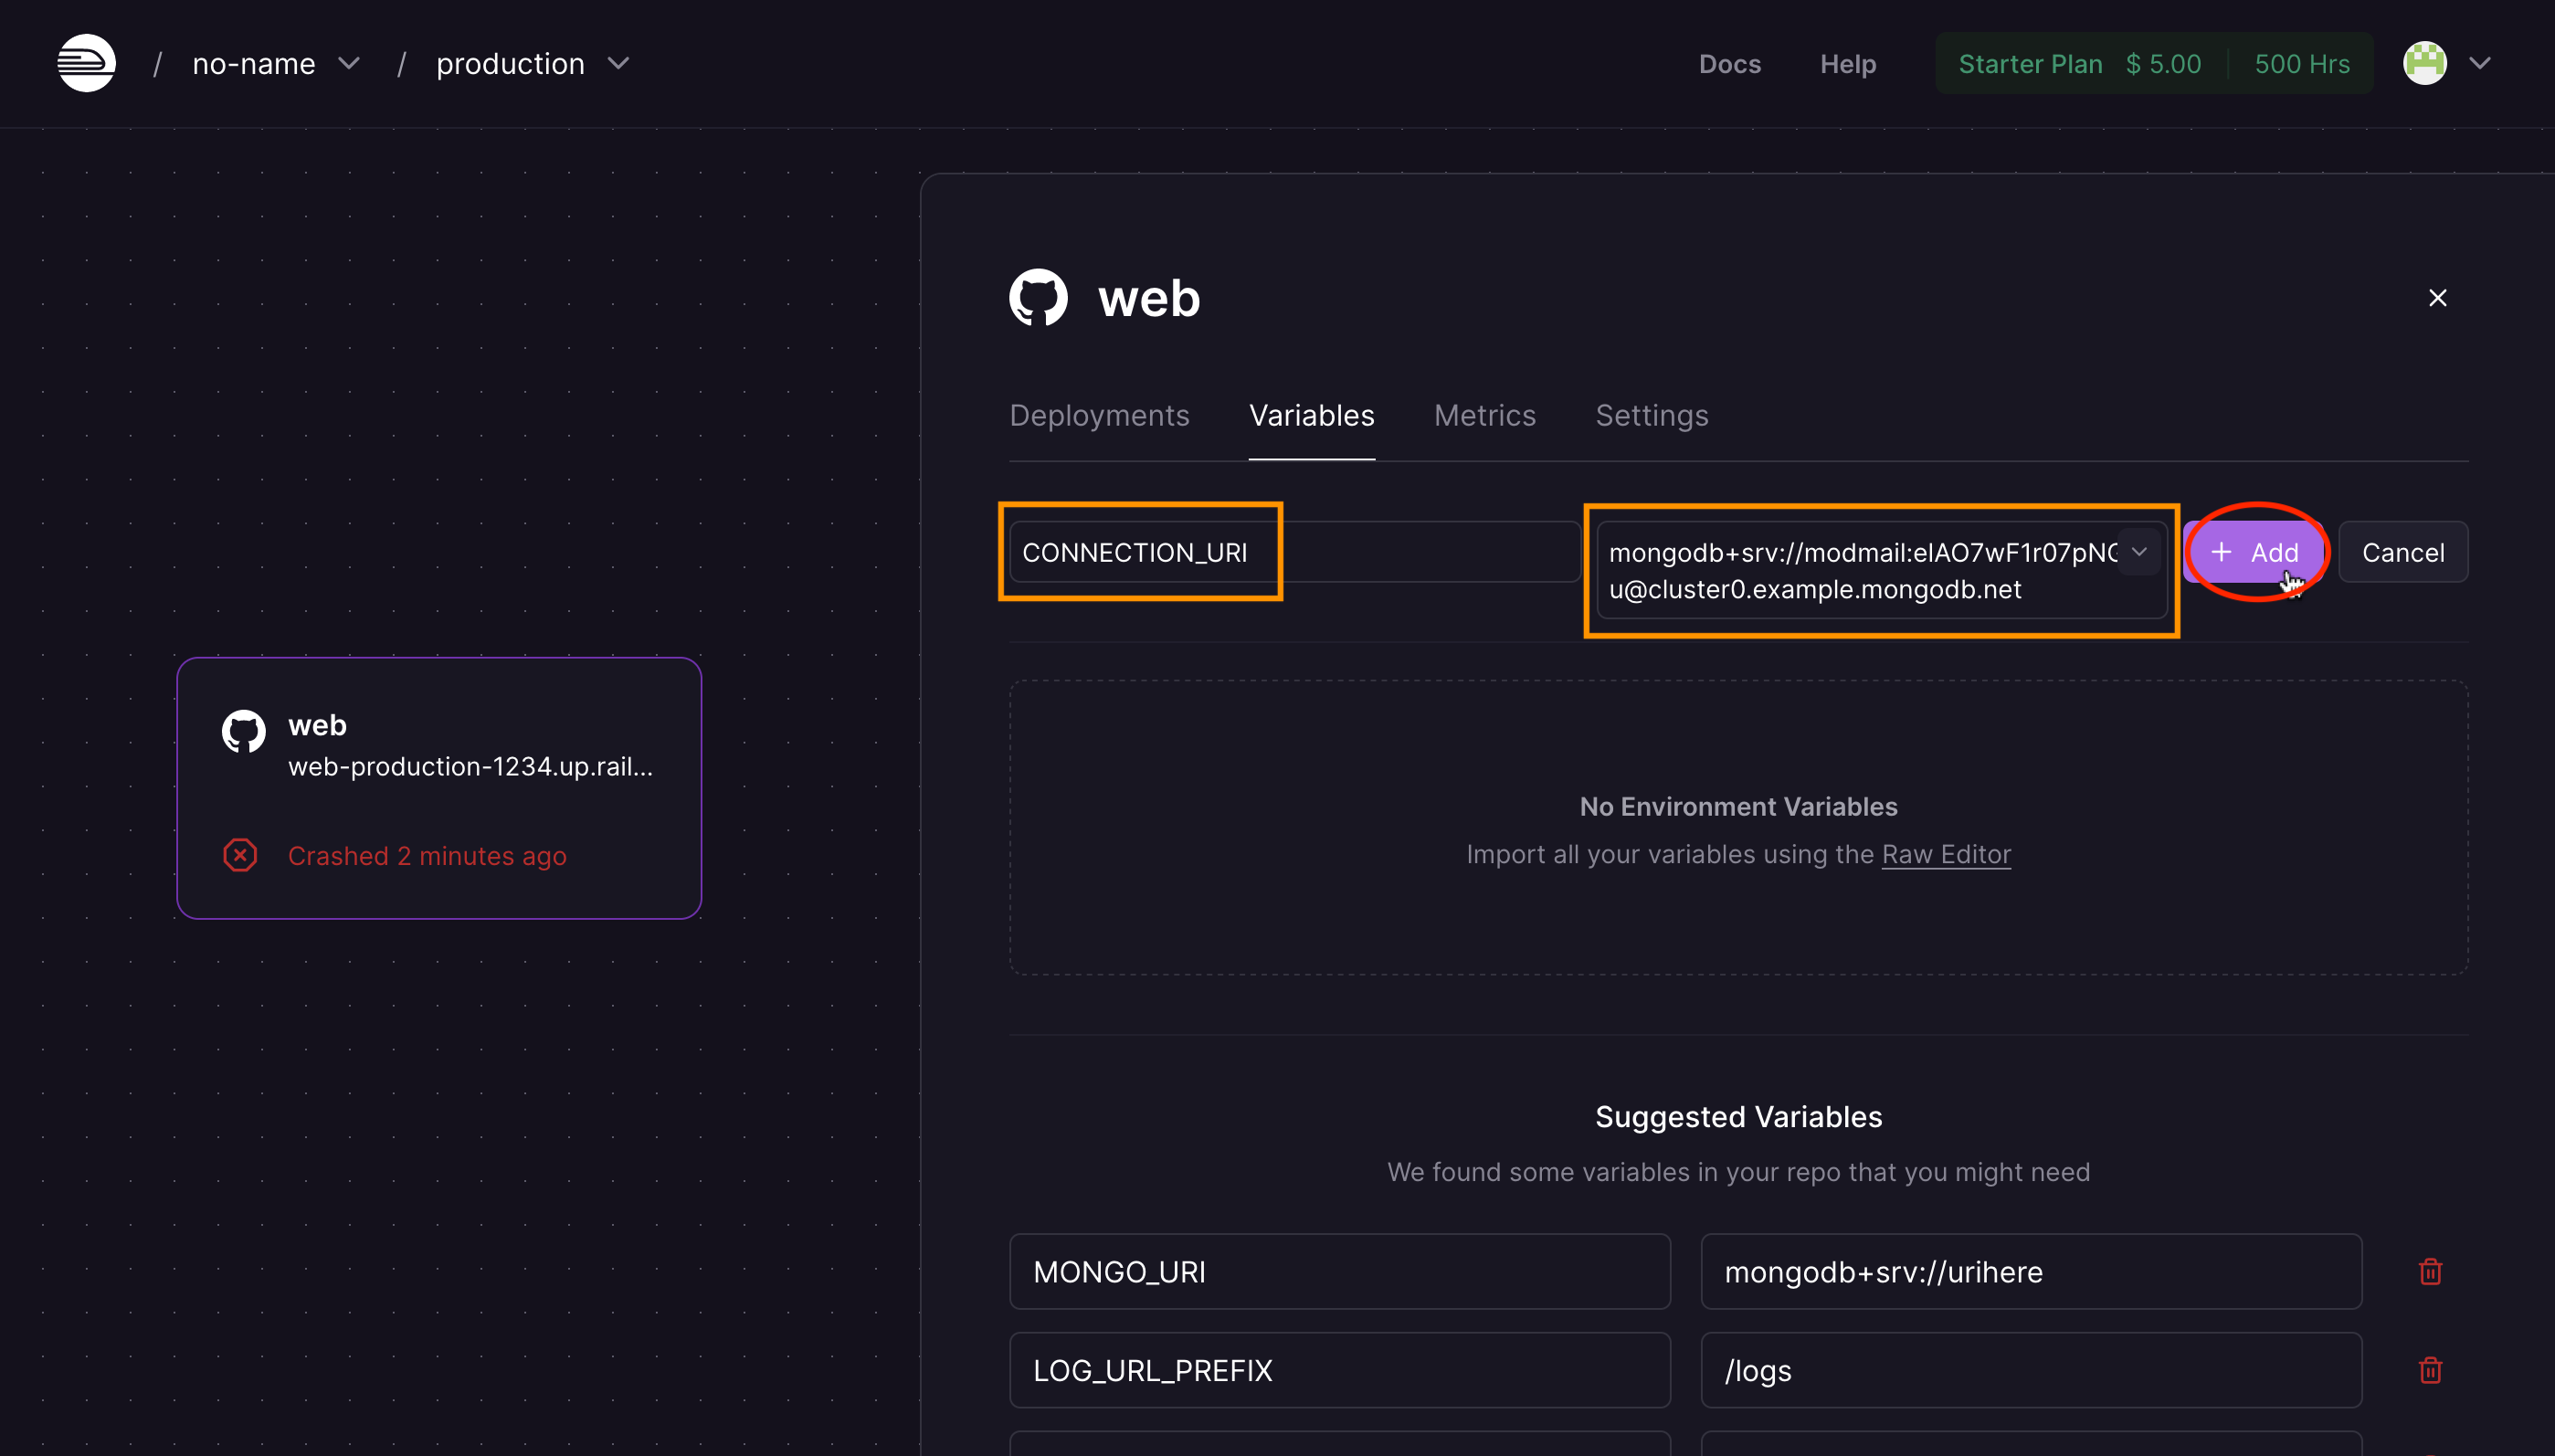 / no-name / production
Docs Help Starter Plan $ 5.00 500 Hrs
web
Deployments Variables Metrics Settings
CONNECTION_URI
mongodb+srv://modmail:elAO7wF1r07pNG
u@cluster0.example.mongodb.net
+ Add Cancel
web
web-production-1234.up.rail...
Crashed 2 minutes ago
No Environment Variables
Import all your variables using the Raw Editor
Suggested Variables
We found some variables in your repo that you might need
MONGO_URI mongodb+srv://urihere
LOG_URL_PREFIX /logs